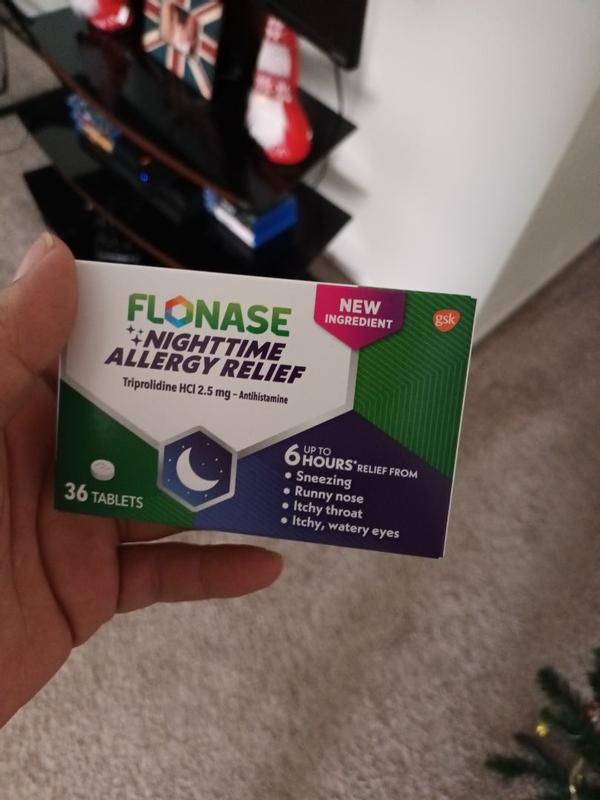 FLONASE
NIGHTTIME
ALLERGY RELIEF
Triprolidine HCl 2.5 mg – Antihistamine
NEW
INGREDIENT
gsk
6 UP TO
HOURS* RELIEF FROM
• Sneezing
• Runny nose
• Itchy throat
• Itchy, watery eyes
36 TABLETS